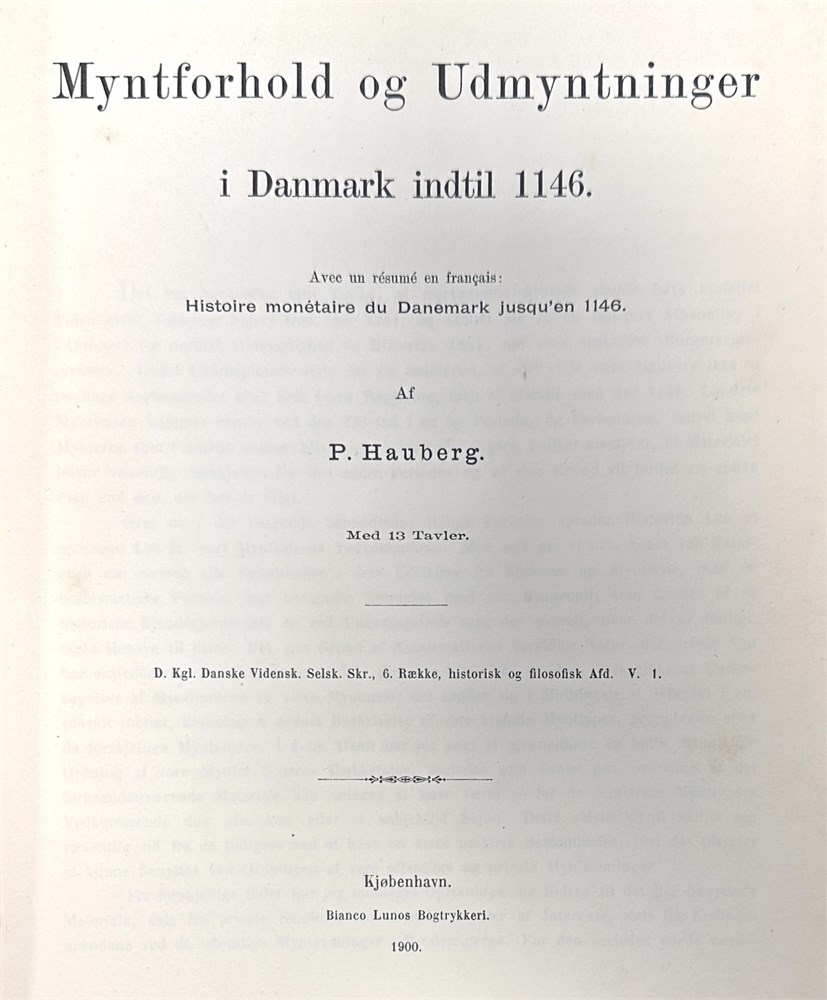 Myntforhold og Udmyntninger
i Danmark indtil 1146.
Avec un résumé en français:
Histoire monétaire du Danemark jusqu'en 1146.
Af
P. Hauberg.
Med 13 Tavler.
D. Kgl. Danske Vidensk. Selsk. Skr., 6. Række, historisk og filosofisk Afd. V. 1.
Kjøbenhavn.
Bianco Lunos Bogtrykkeri.
1900.